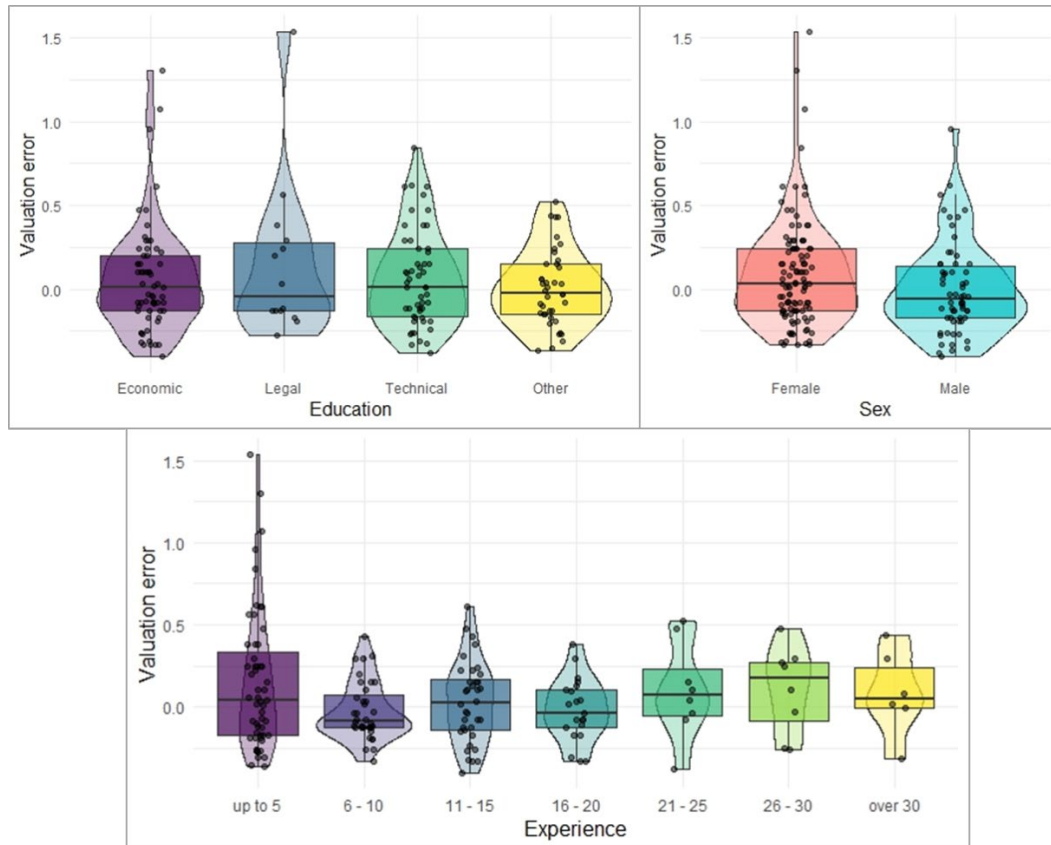 1.5
1.0
0.5
0.0
Valuation error
Economic Legal Technical Other
Education
1.5
1.0
0.5
0.0
Valuation error
Female Male
Sex
1.5
1.0
0.5
0.0
Valuation error
up to 5 6 - 10 11 - 15 16 - 20 21 - 25 26 - 30 over 30
Experience